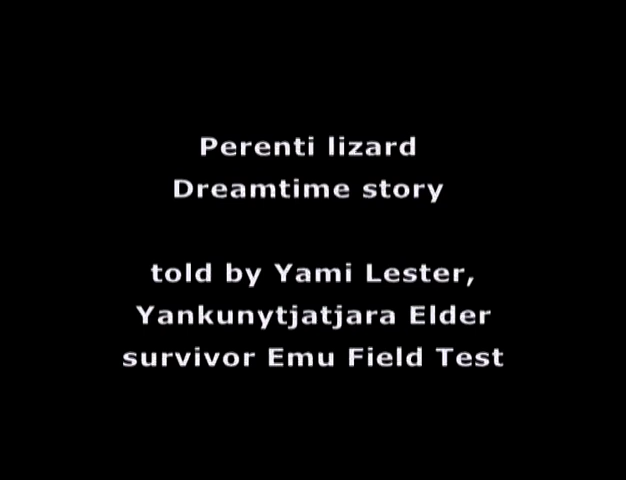 Perenti lizard
Dreamtime story
told by Yami Lester,
Yankunytjatjara Elder
survivor Emu Field Test